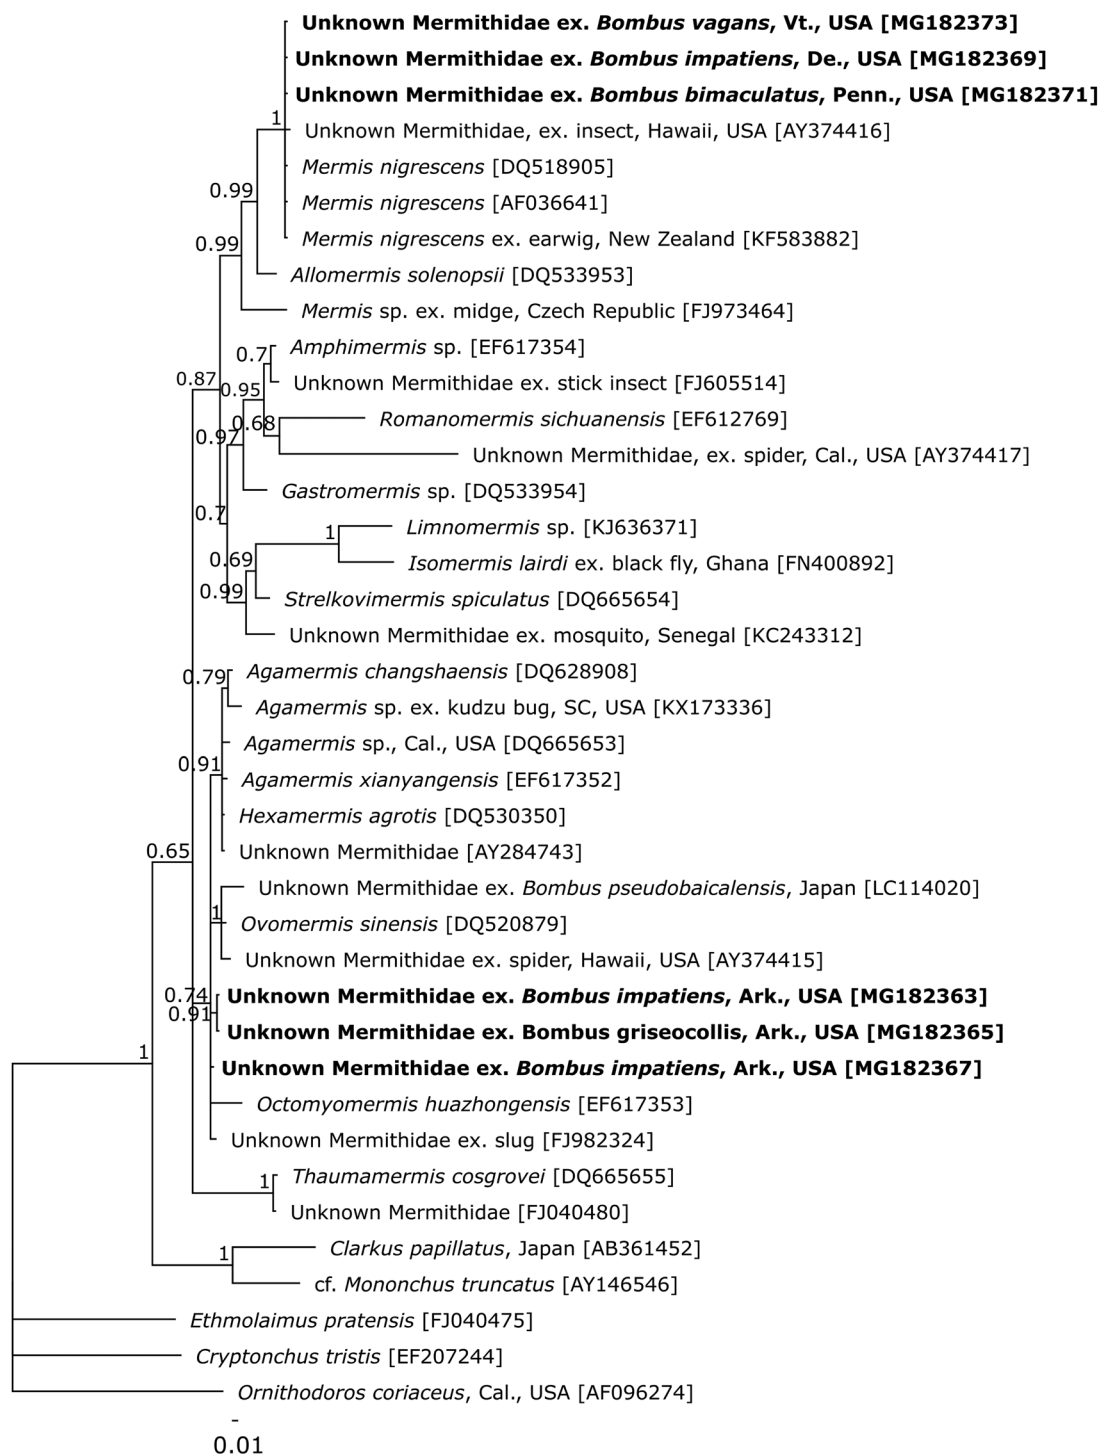 Unknown Mermithidae ex. Bombus vagans, Vt., USA [MG182373]
Unknown Mermithidae ex. Bombus impatiens, De., USA [MG182369]
Unknown Mermithidae ex. Bombus bimaculatus, Penn., USA [MG182371]
1
Unknown Mermithidae, ex. insect, Hawaii, USA [AY374416]
Mermis nigrescens [DQ518905]
0.99
Mermis nigrescens [AF036641]
0.99
Mermis nigrescens ex. earwig, New Zealand [KF583882]
Allomermis solenopsii [DQ533953]
Mermis sp. ex. midge, Czech Republic [FJ973464]
0.7
Amphimermis sp. [EF617354]
0.87
Unknown Mermithidae ex. stick insect [FJ605514]
0.95
0.68
Romanomermis sichuanensis [EF612769]
0.97
Unknown Mermithidae, ex. spider, Cal., USA [AY374417]
Gastromermis sp. [DQ533954]
0.7
1
Limnomermis sp. [KJ636371]
0.69
Isomermis lairdi ex. black fly, Ghana [FN400892]
0.99
Strelkovimermis spiculatus [DQ665654]
Unknown Mermithidae ex. mosquito, Senegal [KC243312]
0.79
Agamermis changshaensis [DQ628908]
Agamermis sp. ex. kudzu bug, SC, USA [KX173336]
Agamermis sp., Cal., USA [DQ665653]
0.91
Agamermis xianyangensis [EF617352]
Hexamermis agrotis [DQ530350]
0.65
Unknown Mermithidae [AY284743]
Unknown Mermithidae ex. Bombus pseudobaicalensis, Japan [LC114020]
1
Ovomermis sinensis [DQ520879]
Unknown Mermithidae ex. spider, Hawaii, USA [AY374415]
0.74
Unknown Mermithidae ex. Bombus impatiens, Ark., USA [MG182363]
0.91
Unknown Mermithidae ex. Bombus griseocollis, Ark., USA [MG182365]
1
Unknown Mermithidae ex. Bombus impatiens, Ark., USA [MG182367]
Octomyomermis huazhongensis [EF617353]
Unknown Mermithidae ex. slug [FJ982324]
1
Thaumamermis cosgrovei [DQ665655]
Unknown Mermithidae [FJ040480]
1
Clarkus papillatus, Japan [AB361452]
cf. Mononchus truncatus [AY146546]
Ethmolaimus pratensis [FJ040475]
Cryptonchus tristis [EF207244]
Ornithodoros coriaceus, Cal., USA [AF096274]
0.01